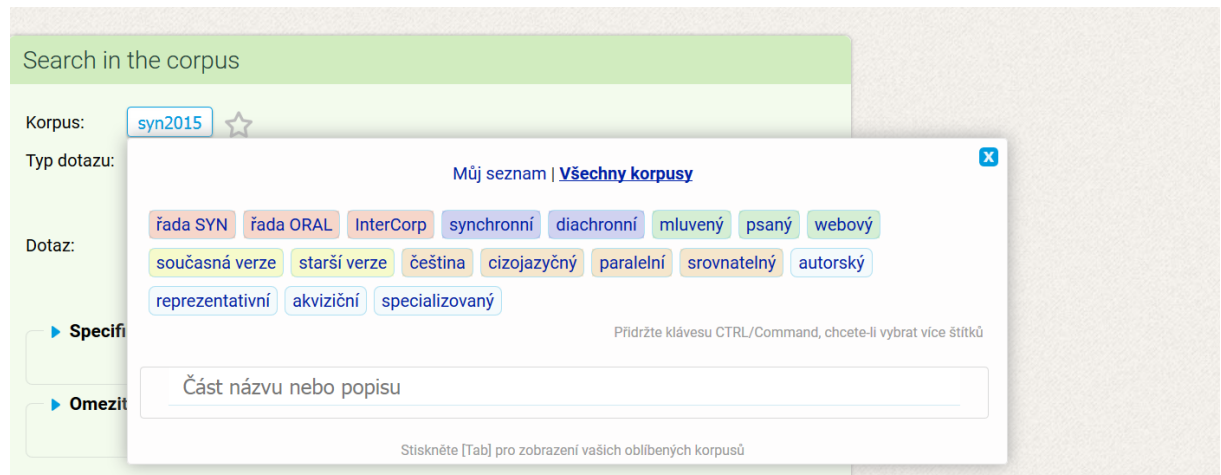 Search in the corpus
Korpus: syn2015
Typ dotazu:
Můj seznam | Všechny korpusy
X
řada SYN řada ORAL InterCorp synchronní diachronní mluvený psaný webový
Dotaz:
současná verze starší verze čeština cizojazyčný paralelní srovnatelný autorský
reprezentativní akviziční specializovaný
Specifi
Přidržte klávesu CTRL/Command, chcete-li vybrat více štítků
Část názvu nebo popisu
Omezit
Stiskněte [Tab] pro zobrazení vašich oblíbených korpusů